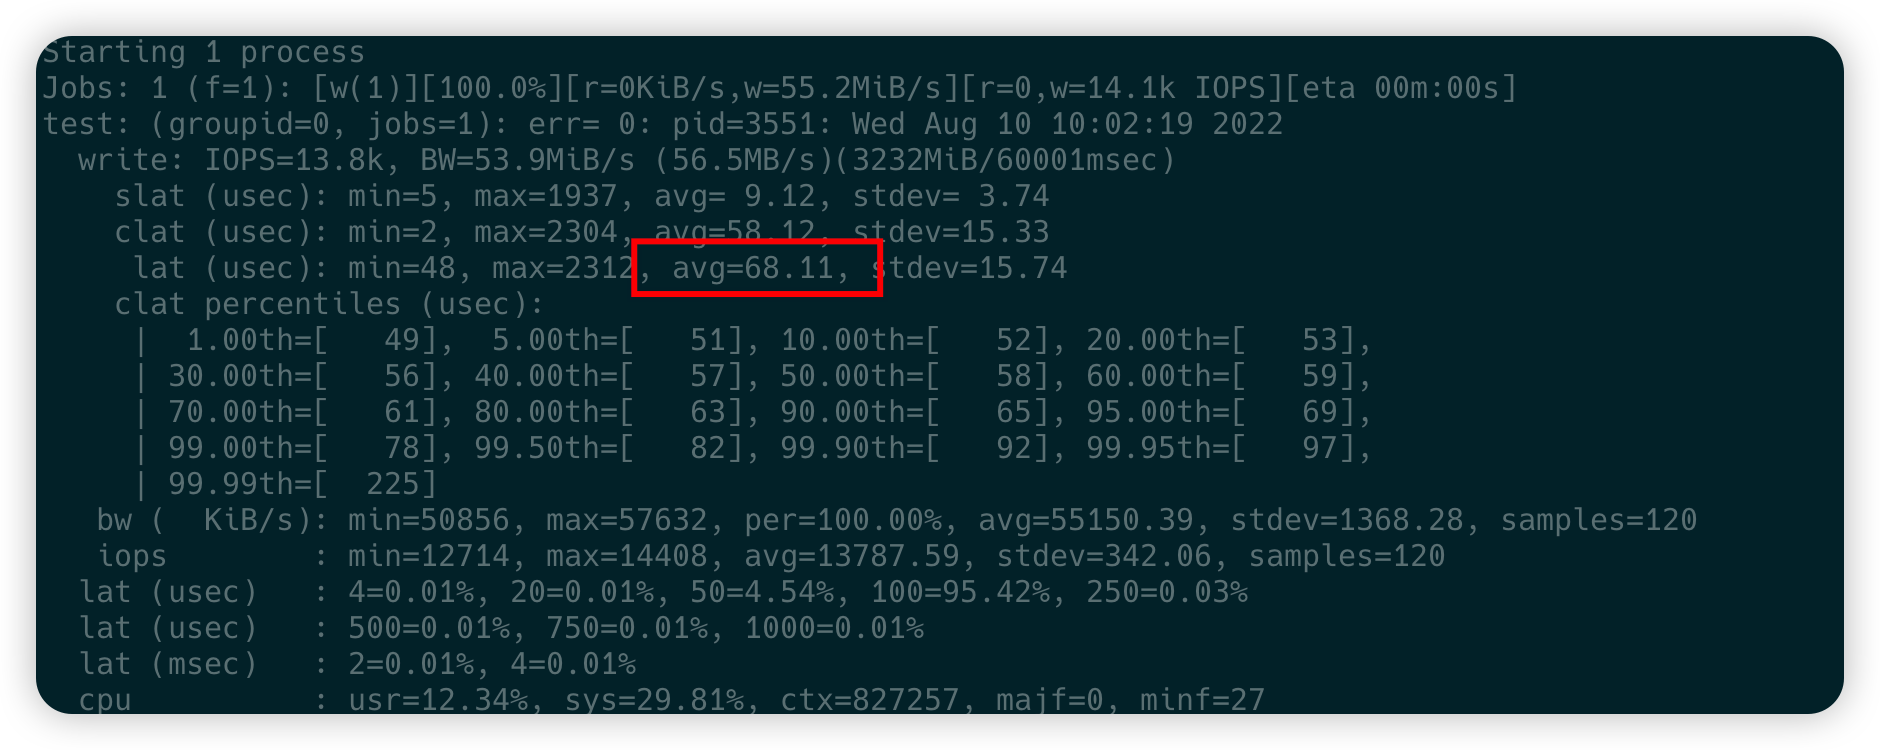 Starting 1 process
Jobs: 1 (f=1): [w(1)][100.0%][r=0KiB/s,w=55.2MiB/s][r=0,w=14.1k IOPS][eta 00m:00s]
test: (groupid=0, jobs=1): err= 0: pid=3551: Wed Aug 10 10:02:19 2022
  write: IOPS=13.8k, BW=53.9MiB/s (56.5MB/s)(3232MiB/60001msec)
    slat (usec): min=5, max=1937, avg= 9.12, stdev= 3.74
    clat (usec): min=2, max=2304, avg=58.12, stdev=15.33
     lat (usec): min=48, max=2312, avg=68.11, stdev=15.74
    clat percentiles (usec):
     |  1.00th=[   49],  5.00th=[   51], 10.00th=[   52], 20.00th=[   53],
     | 30.00th=[   56], 40.00th=[   57], 50.00th=[   58], 60.00th=[   59],
     | 70.00th=[   61], 80.00th=[   63], 90.00th=[   65], 95.00th=[   69],
     | 99.00th=[   78], 99.50th=[   82], 99.90th=[   92], 99.95th=[   97],
     | 99.99th=[  225]
   bw (  KiB/s): min=50856, max=57632, per=100.00%, avg=55150.39, stdev=1368.28, samples=120
   iops        : min=12714, max=14408, avg=13787.59, stdev=342.06, samples=120
  lat (usec)   : 4=0.01%, 20=0.01%, 50=4.54%, 100=95.42%, 250=0.03%
  lat (usec)   : 500=0.01%, 750=0.01%, 1000=0.01%
  lat (msec)   : 2=0.01%, 4=0.01%
  cpu          : usr=12.34%, sys=29.81%, ctx=827257, majf=0, minf=27